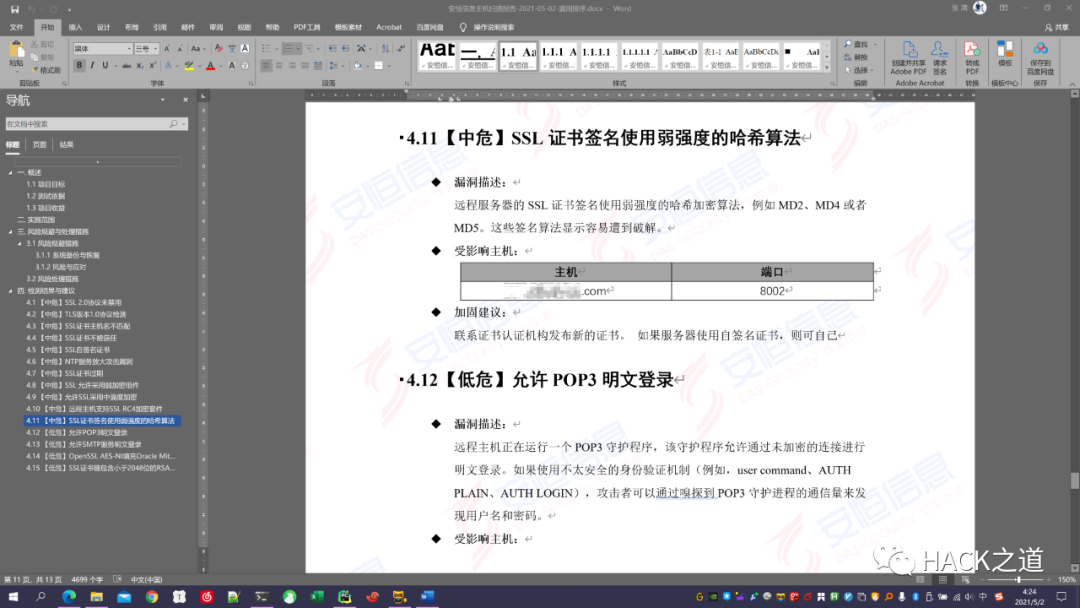 安恒信息主机扫描报告-2021-05-02-漏洞排序.docx - Word
文件 开始 插入 设计 布局 引用 邮件 审阅 视图 帮助 PDF工具 模板素材 Acrobat 百度网盘 操作说明搜索 共享
粘贴 剪切 复制 格式刷
黑体 三号
剪贴板 字体 段落 样式 编辑 Adobe Acrobat 模板中心 保存
查找 替换 选择
创建并共享 Adobe PDF 请求签名 转成PDF 模板 保存到百度网盘
导航
在文档中搜索
标题 页面 结果
一. 概述
1.1 项目目标
1.2 测试依据
1.3 项目收益
二. 实施范围
三. 风险规避与处理措施
3.1 风险规避措施
3.1.1 系统备份与恢复
3.1.2 风险与应对
3.2 风险处理措施
四. 检测结果与建议
4.1 【中危】SSL 2.0协议未禁用
4.2 【中危】TLS版本1.0协议检测
4.3 【中危】SSL证书主机名不匹配
4.4 【中危】SSL证书不被信任
4.5 【中危】SSL自签名证书
4.6 【中危】NTP服务放大攻击漏洞
4.7 【中危】SSL证书过期
4.8 【中危】SSL 允许采用弱加密组件
4.9 【中危】允许SSL采用中强度加密
4.10 【中危】远程主机支持SSL RC4加密套件
4.11 【中危】SSL证书签名使用弱强度的哈希算法
4.12 【低危】允许POP3明文登录
4.13 【低危】允许SMTP服务明文登录
4.14 【低危】OpenSSL AES-NI填充Oracle Mit...
4.15 【低危】SSL证书链包含小于2048位的RSA...
4.11【中危】SSL 证书签名使用弱强度的哈希算法
漏洞描述：
远程服务器的 SSL 证书签名使用弱强度的哈希加密算法，例如 MD2、MD4 或者
MD5。这些签名算法显示容易遭到破解。
受影响主机：
主机 端口
.com 8002
加固建议：
联系证书认证机构发布新的证书。 如果服务器使用自签名证书，则可自己
4.12【低危】允许 POP3 明文登录
漏洞描述：
远程主机正在运行一个 POP3 守护程序，该守护程序允许通过未加密的连接进行
明文登录。如果使用不太安全的身份验证机制（例如，user command、AUTH
PLAIN、AUTH LOGIN），攻击者可以通过嗅探到 POP3 守护进程的通信量来发
现用户名和密码。
受影响主机：
安恒信息
DAS-Security
HACK之道
第 11 页，共 13 页 4699 个字 中文(中国) 150%
4:24
2021/5/2